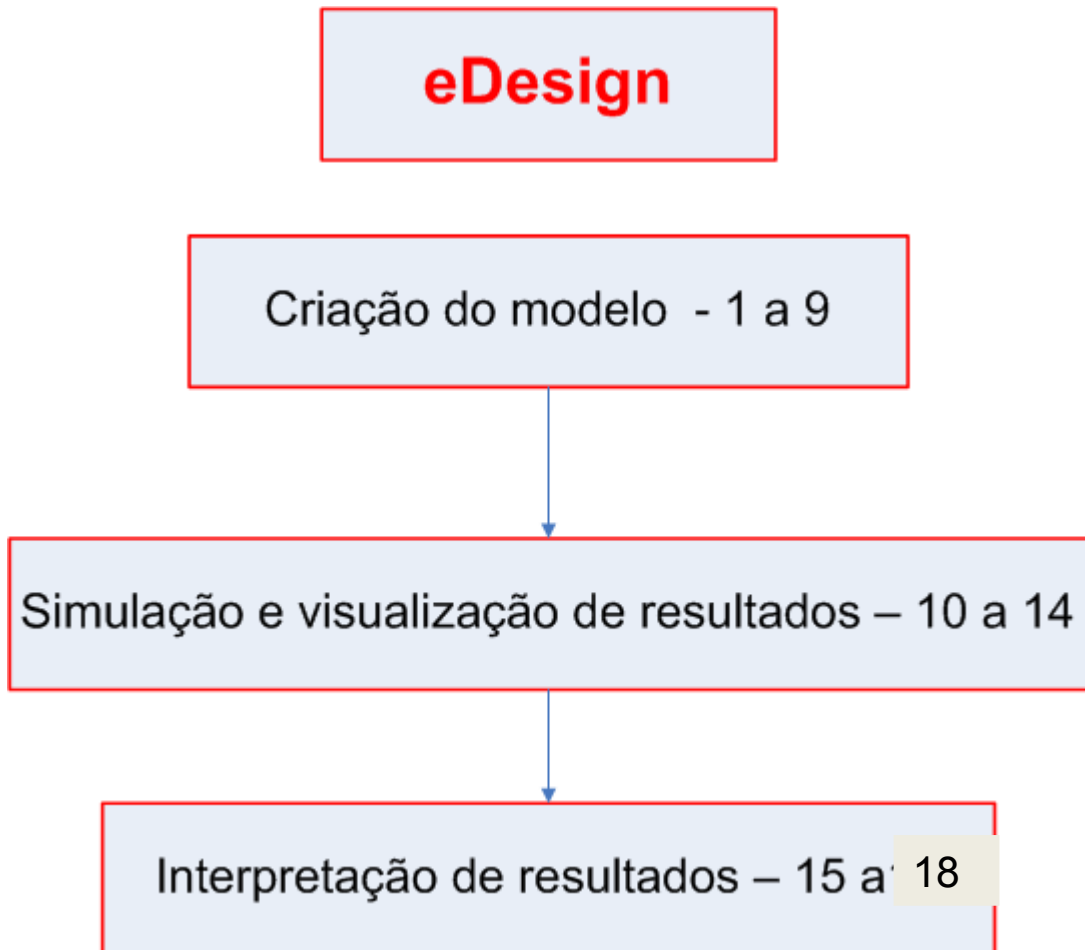 eDesign
Criação do modelo - 1 a 9
Simulação e visualização de resultados – 10 a 14
Interpretação de resultados – 15 a 18